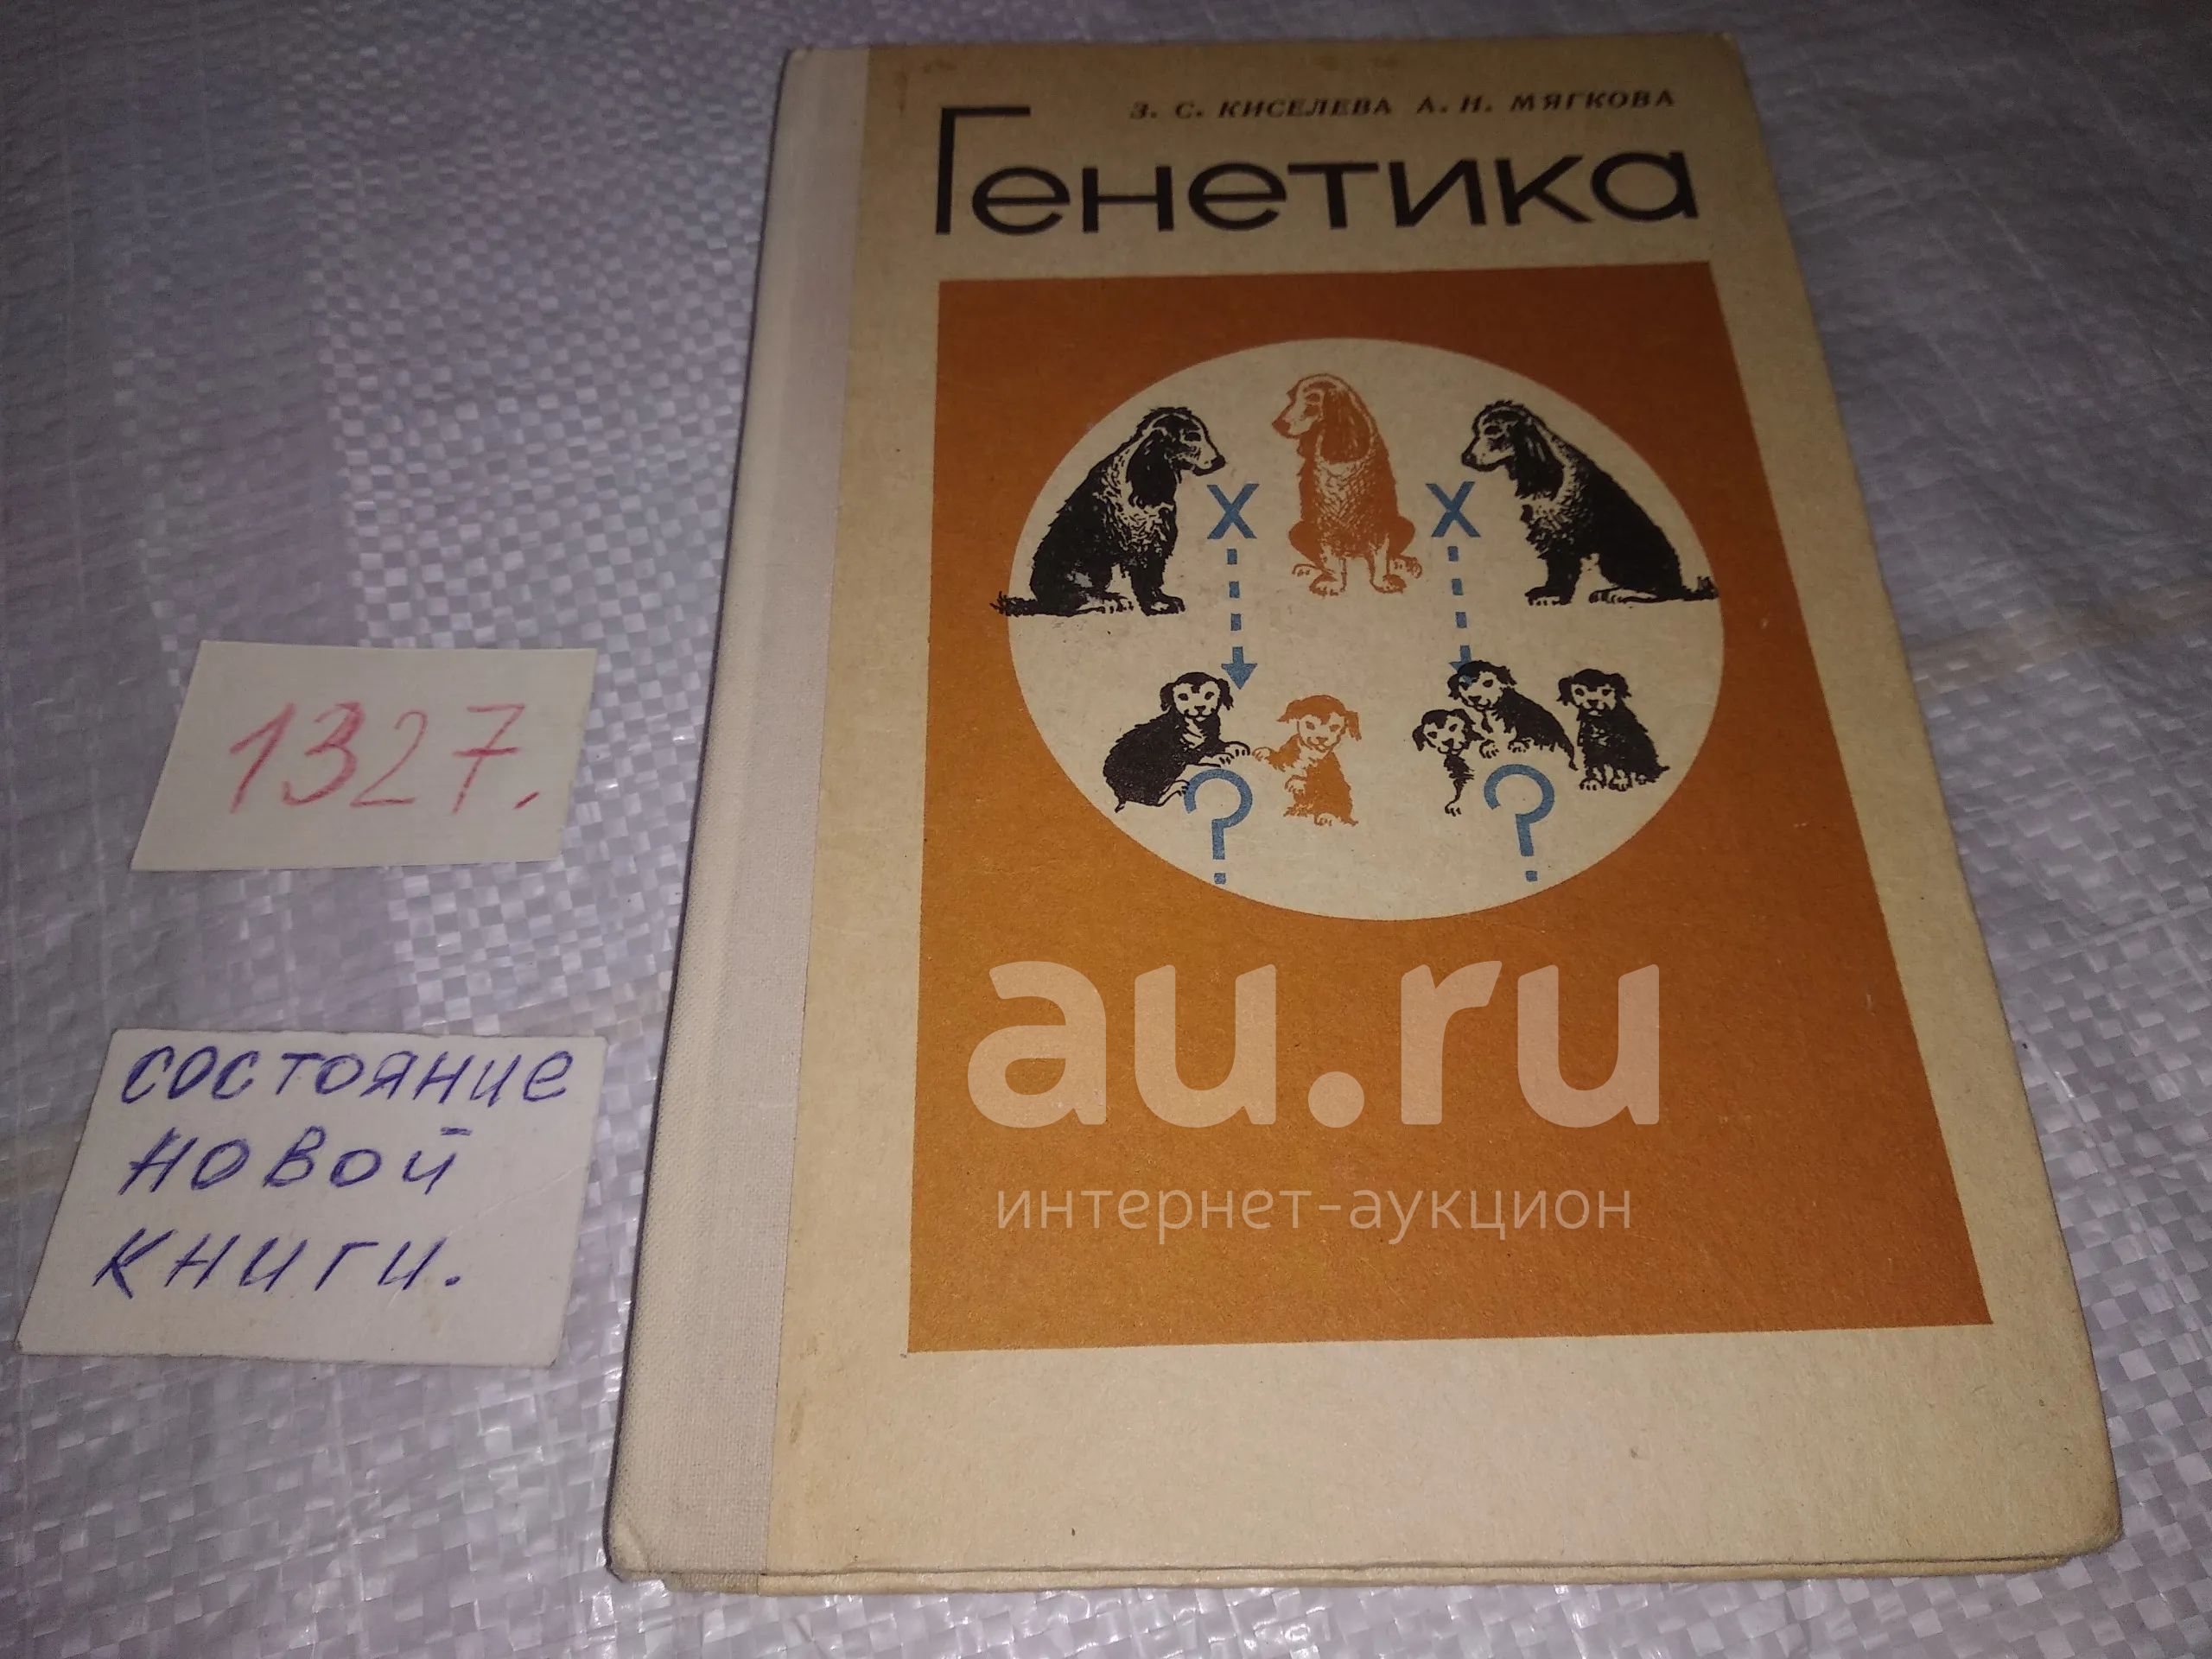 З. С. КИСЕЛЕВА А. Н. МЯГКОВА
Генетика
X X
? ?
1327.
состояние
новой
книги.
au.ru
интернет-аукцион